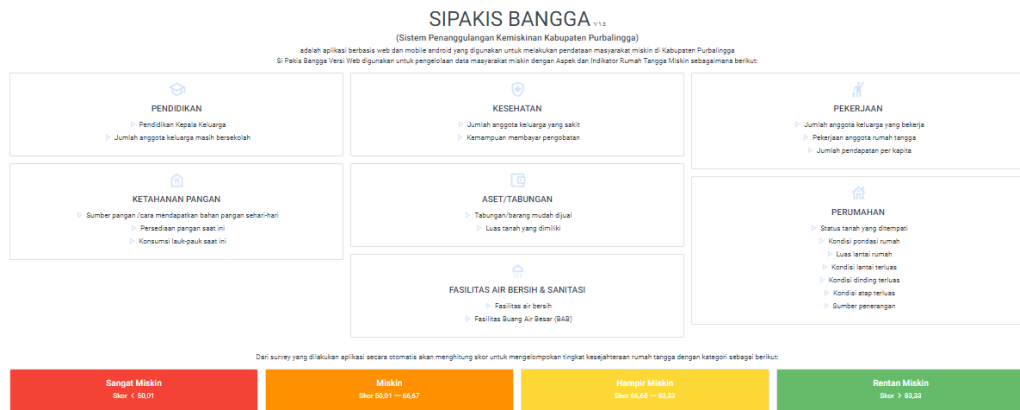 SIPAKIS BANGGA V 1.2
(Sistem Penanggulangan Kemiskinan Kabupaten Purbalingga)
adalah aplikasi berbasis web dan mobile android yang digunakan untuk melakukan pendataan masyarakat miskin di Kabupaten Purbalingga
Si Pakis Bangga Versi Web digunakan untuk pengelolaan data masyarakat miskin dengan Aspek dan Indikator Rumah Tangga Miskin sebagaimana berikut:
PENDIDIKAN
Pendidikan Kepala Keluarga
Jumlah anggota keluarga masih bersekolah
KESEHATAN
Jumlah anggota keluarga yang sakit
Kemampuan membayar pengobatan
PEKERJAAN
Jumlah anggota keluarga yang bekerja
Pekerjaan anggota rumah tangga
Jumlah pendapatan per kapita
KETAHANAN PANGAN
Sumber pangan /cara mendapatkan bahan pangan sehari-hari
Persediaan pangan saat ini
Konsumsi lauk-pauk saat ini
ASET/TABUNGAN
Tabungan/barang mudah dijual
Luas tanah yang dimiliki
PERUMAHAN
Status tanah yang ditempati
Kondisi pondasi rumah
Luas lantai rumah
Kondisi lantai terluas
Kondisi dinding terluas
Kondisi atap terluas
Sumber penerangan
FASILITAS AIR BERSIH & SANITASI
Fasilitas air bersih
Fasilitas Buang Air Besar (BAB)
Dari survey yang dilakukan aplikasi secara otomatis akan menghitung skor untuk mengelompokan tingkat kesejahteraan rumah tangga dengan kategori sebagai berikut:
Sangat Miskin
Skor < 50,01
Miskin
Skor 50,01 — 66,67
Hampir Miskin
Skor 66,68 — 83,33
Rentan Miskin
Skor > 83,33